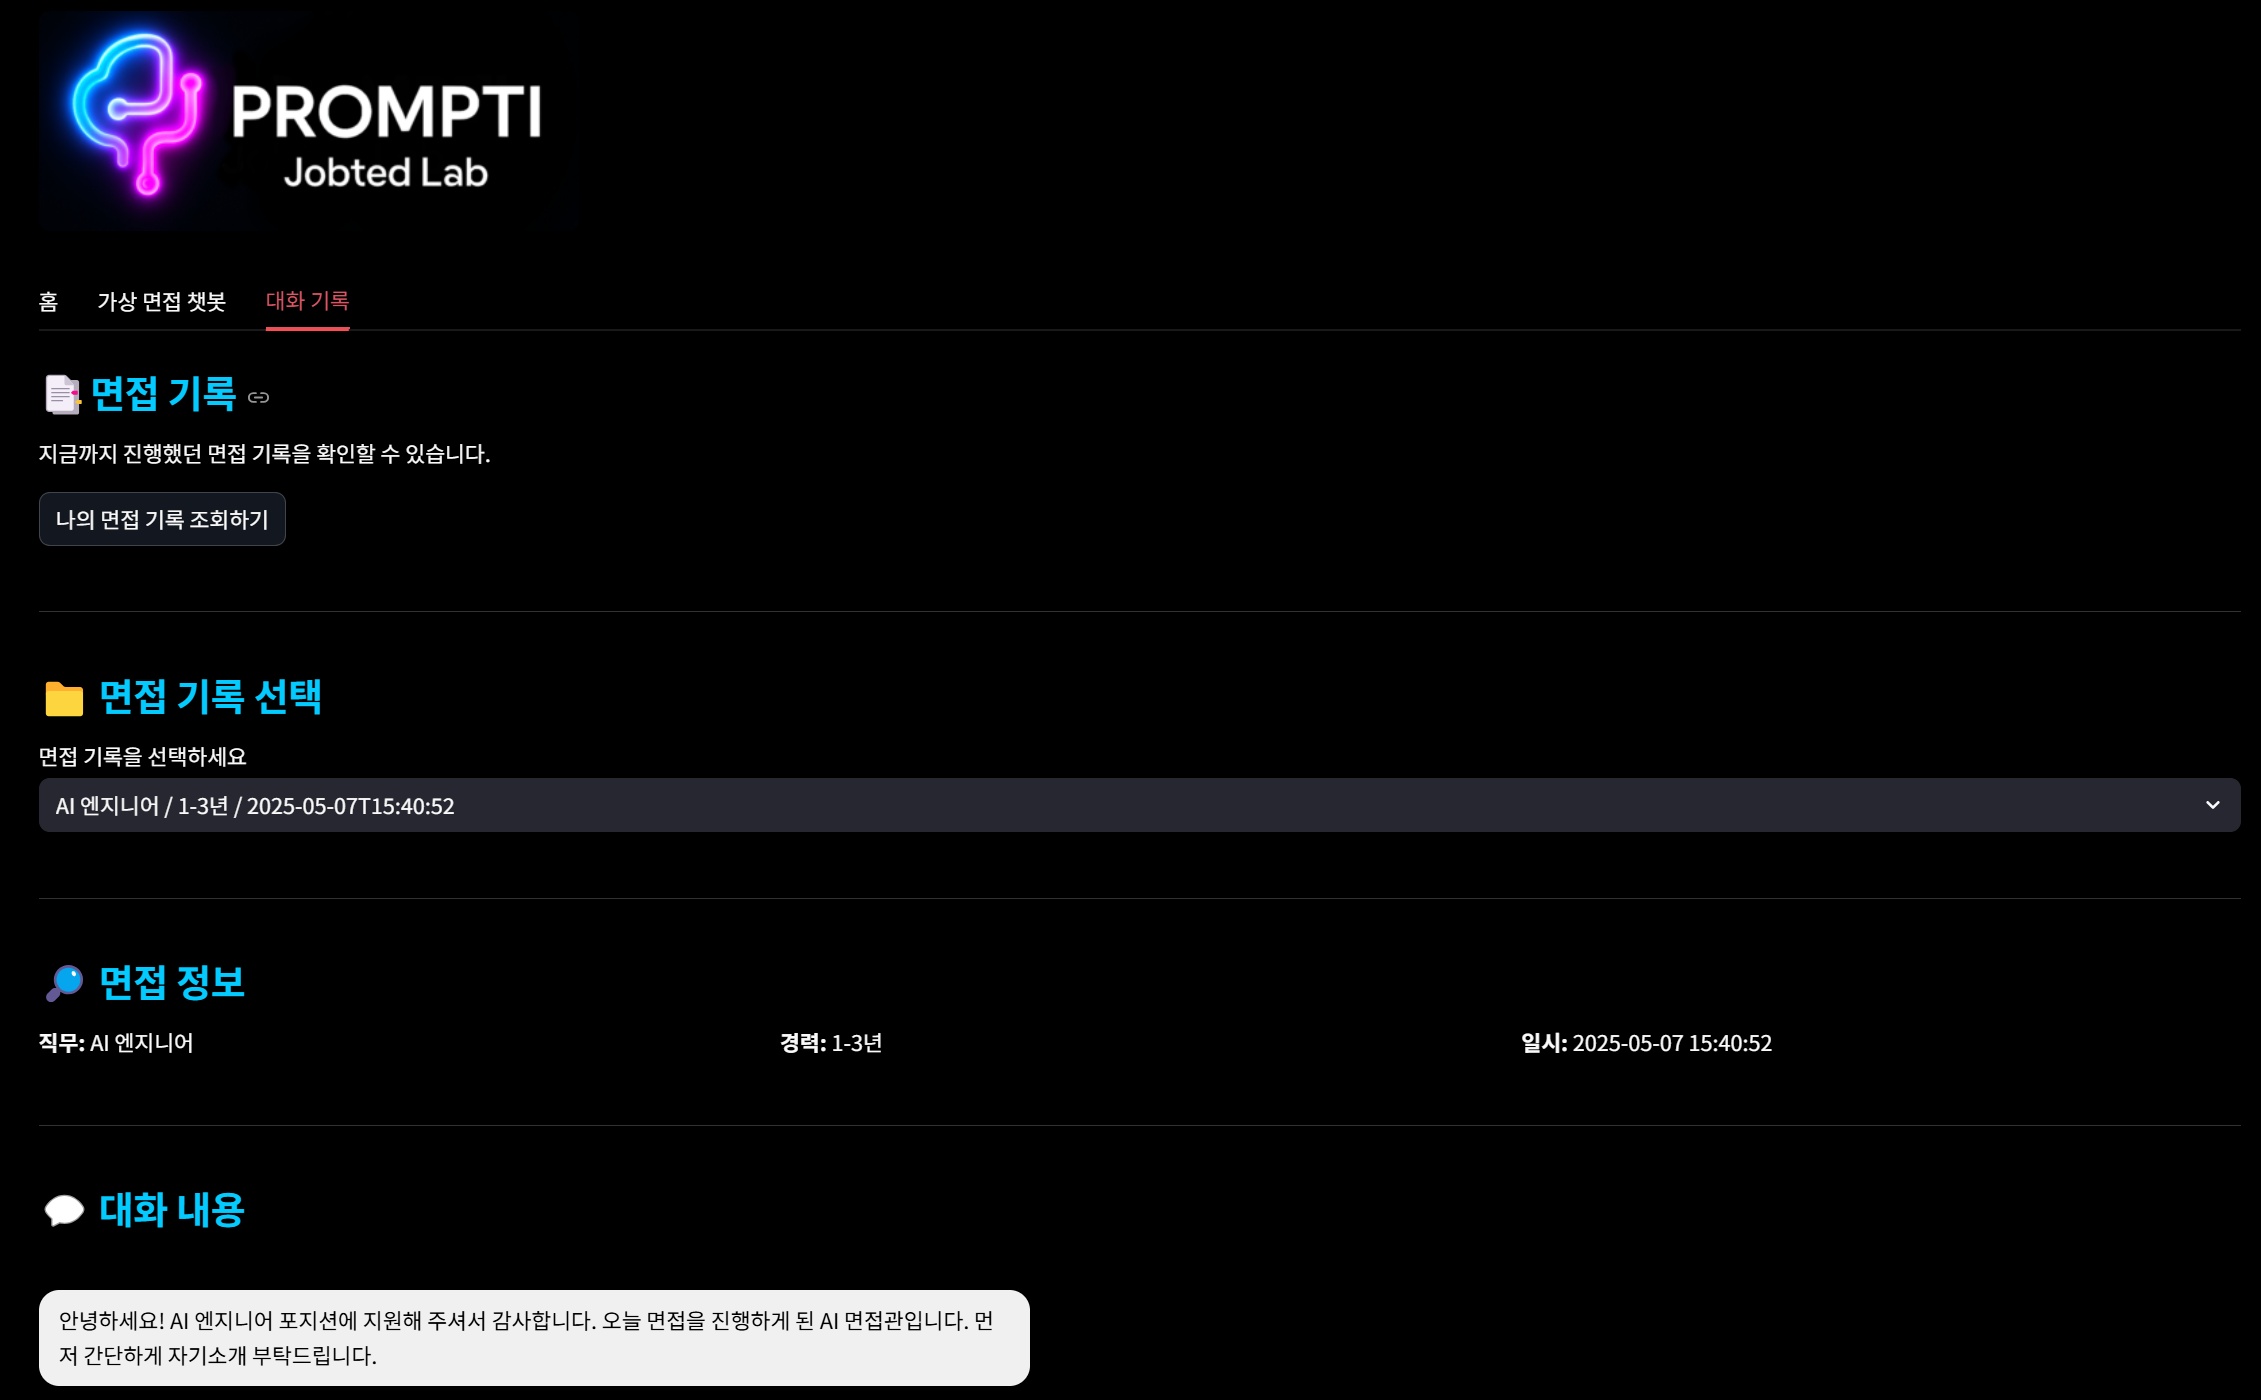 PROMPTI
Jobted Lab
홈 가상 면접 챗봇 대화 기록
면접 기록
지금까지 진행했던 면접 기록을 확인할 수 있습니다.
나의 면접 기록 조회하기
면접 기록 선택
면접 기록을 선택하세요
AI 엔지니어 / 1-3년 / 2025-05-07T15:40:52
면접 정보
직무: AI 엔지니어 경력: 1-3년 일시: 2025-05-07 15:40:52
대화 내용
안녕하세요! AI 엔지니어 포지션에 지원해 주셔서 감사합니다. 오늘 면접을 진행하게 된 AI 면접관입니다. 먼
저 간단하게 자기소개 부탁드립니다.